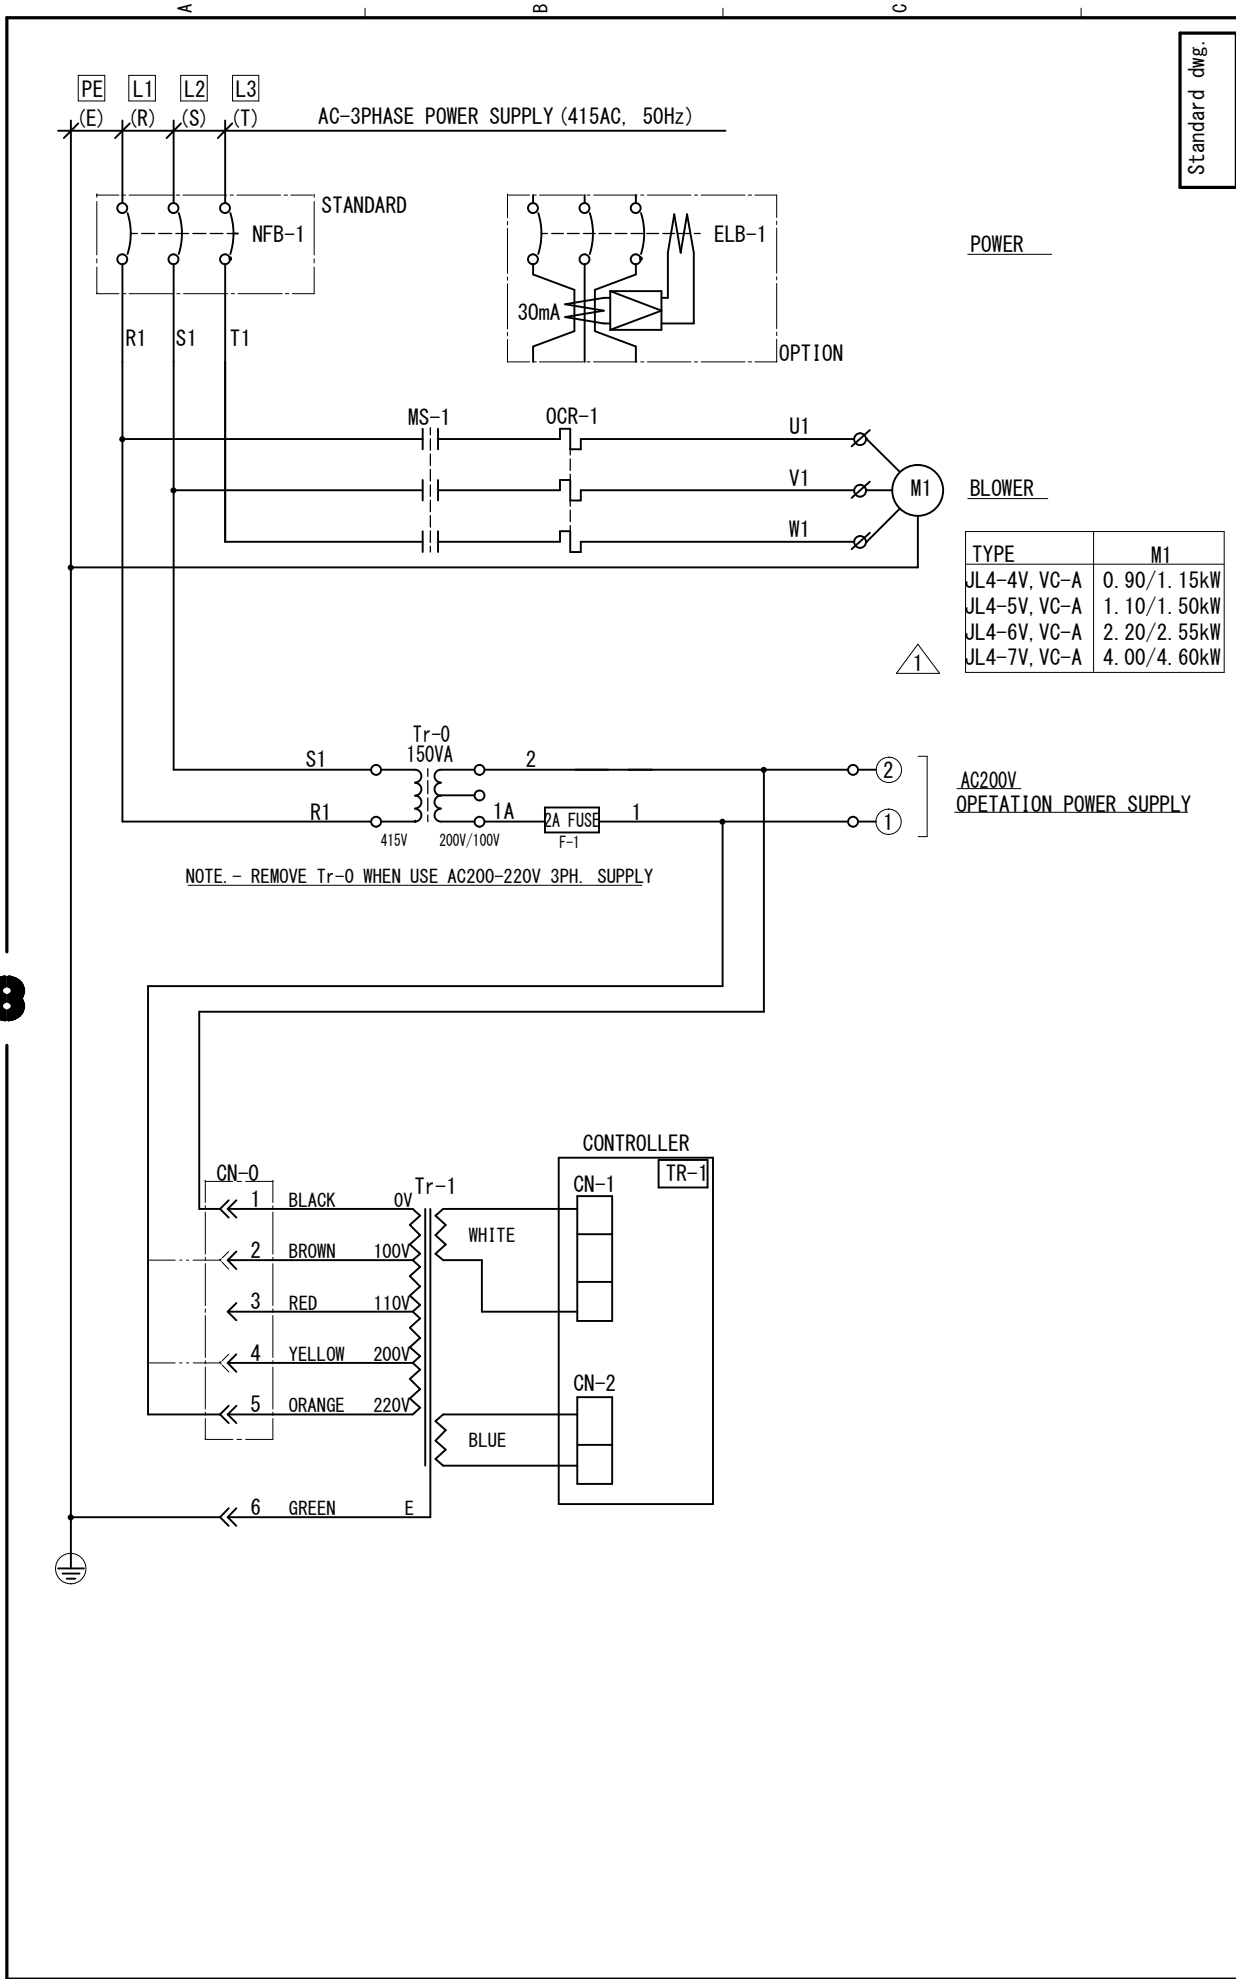 A B C
Standard dwg.
PE L1 L2 L3
(E) (R) (S) (T) AC-3PHASE POWER SUPPLY (415AC, 50Hz)
STANDARD
NFB-1 ELB-1
POWER
30mA
R1 S1 T1
OPTION
MS-1 OCR-1 U1
V1 M1 BLOWER
W1
TYPE M1
JL4-4V, VC-A 0.90/1.15kW
JL4-5V, VC-A 1.10/1.50kW
JL4-6V, VC-A 2.20/2.55kW
JL4-7V, VC-A 4.00/4.60kW
1
Tr-0
150VA
S1 2 2
AC200V
OPETATION POWER SUPPLY
R1 1A 2A FUSE 1 1
415V 200V/100V F-1
NOTE.- REMOVE Tr-0 WHEN USE AC200-220V 3PH. SUPPLY
CONTROLLER
TR-1
CN-0 Tr-1 CN-1
1 BLACK 0V
WHITE
2 BROWN 100V
3 RED 110V
4 YELLOW 200V
CN-2
5 ORANGE 220V
BLUE
6 GREEN E